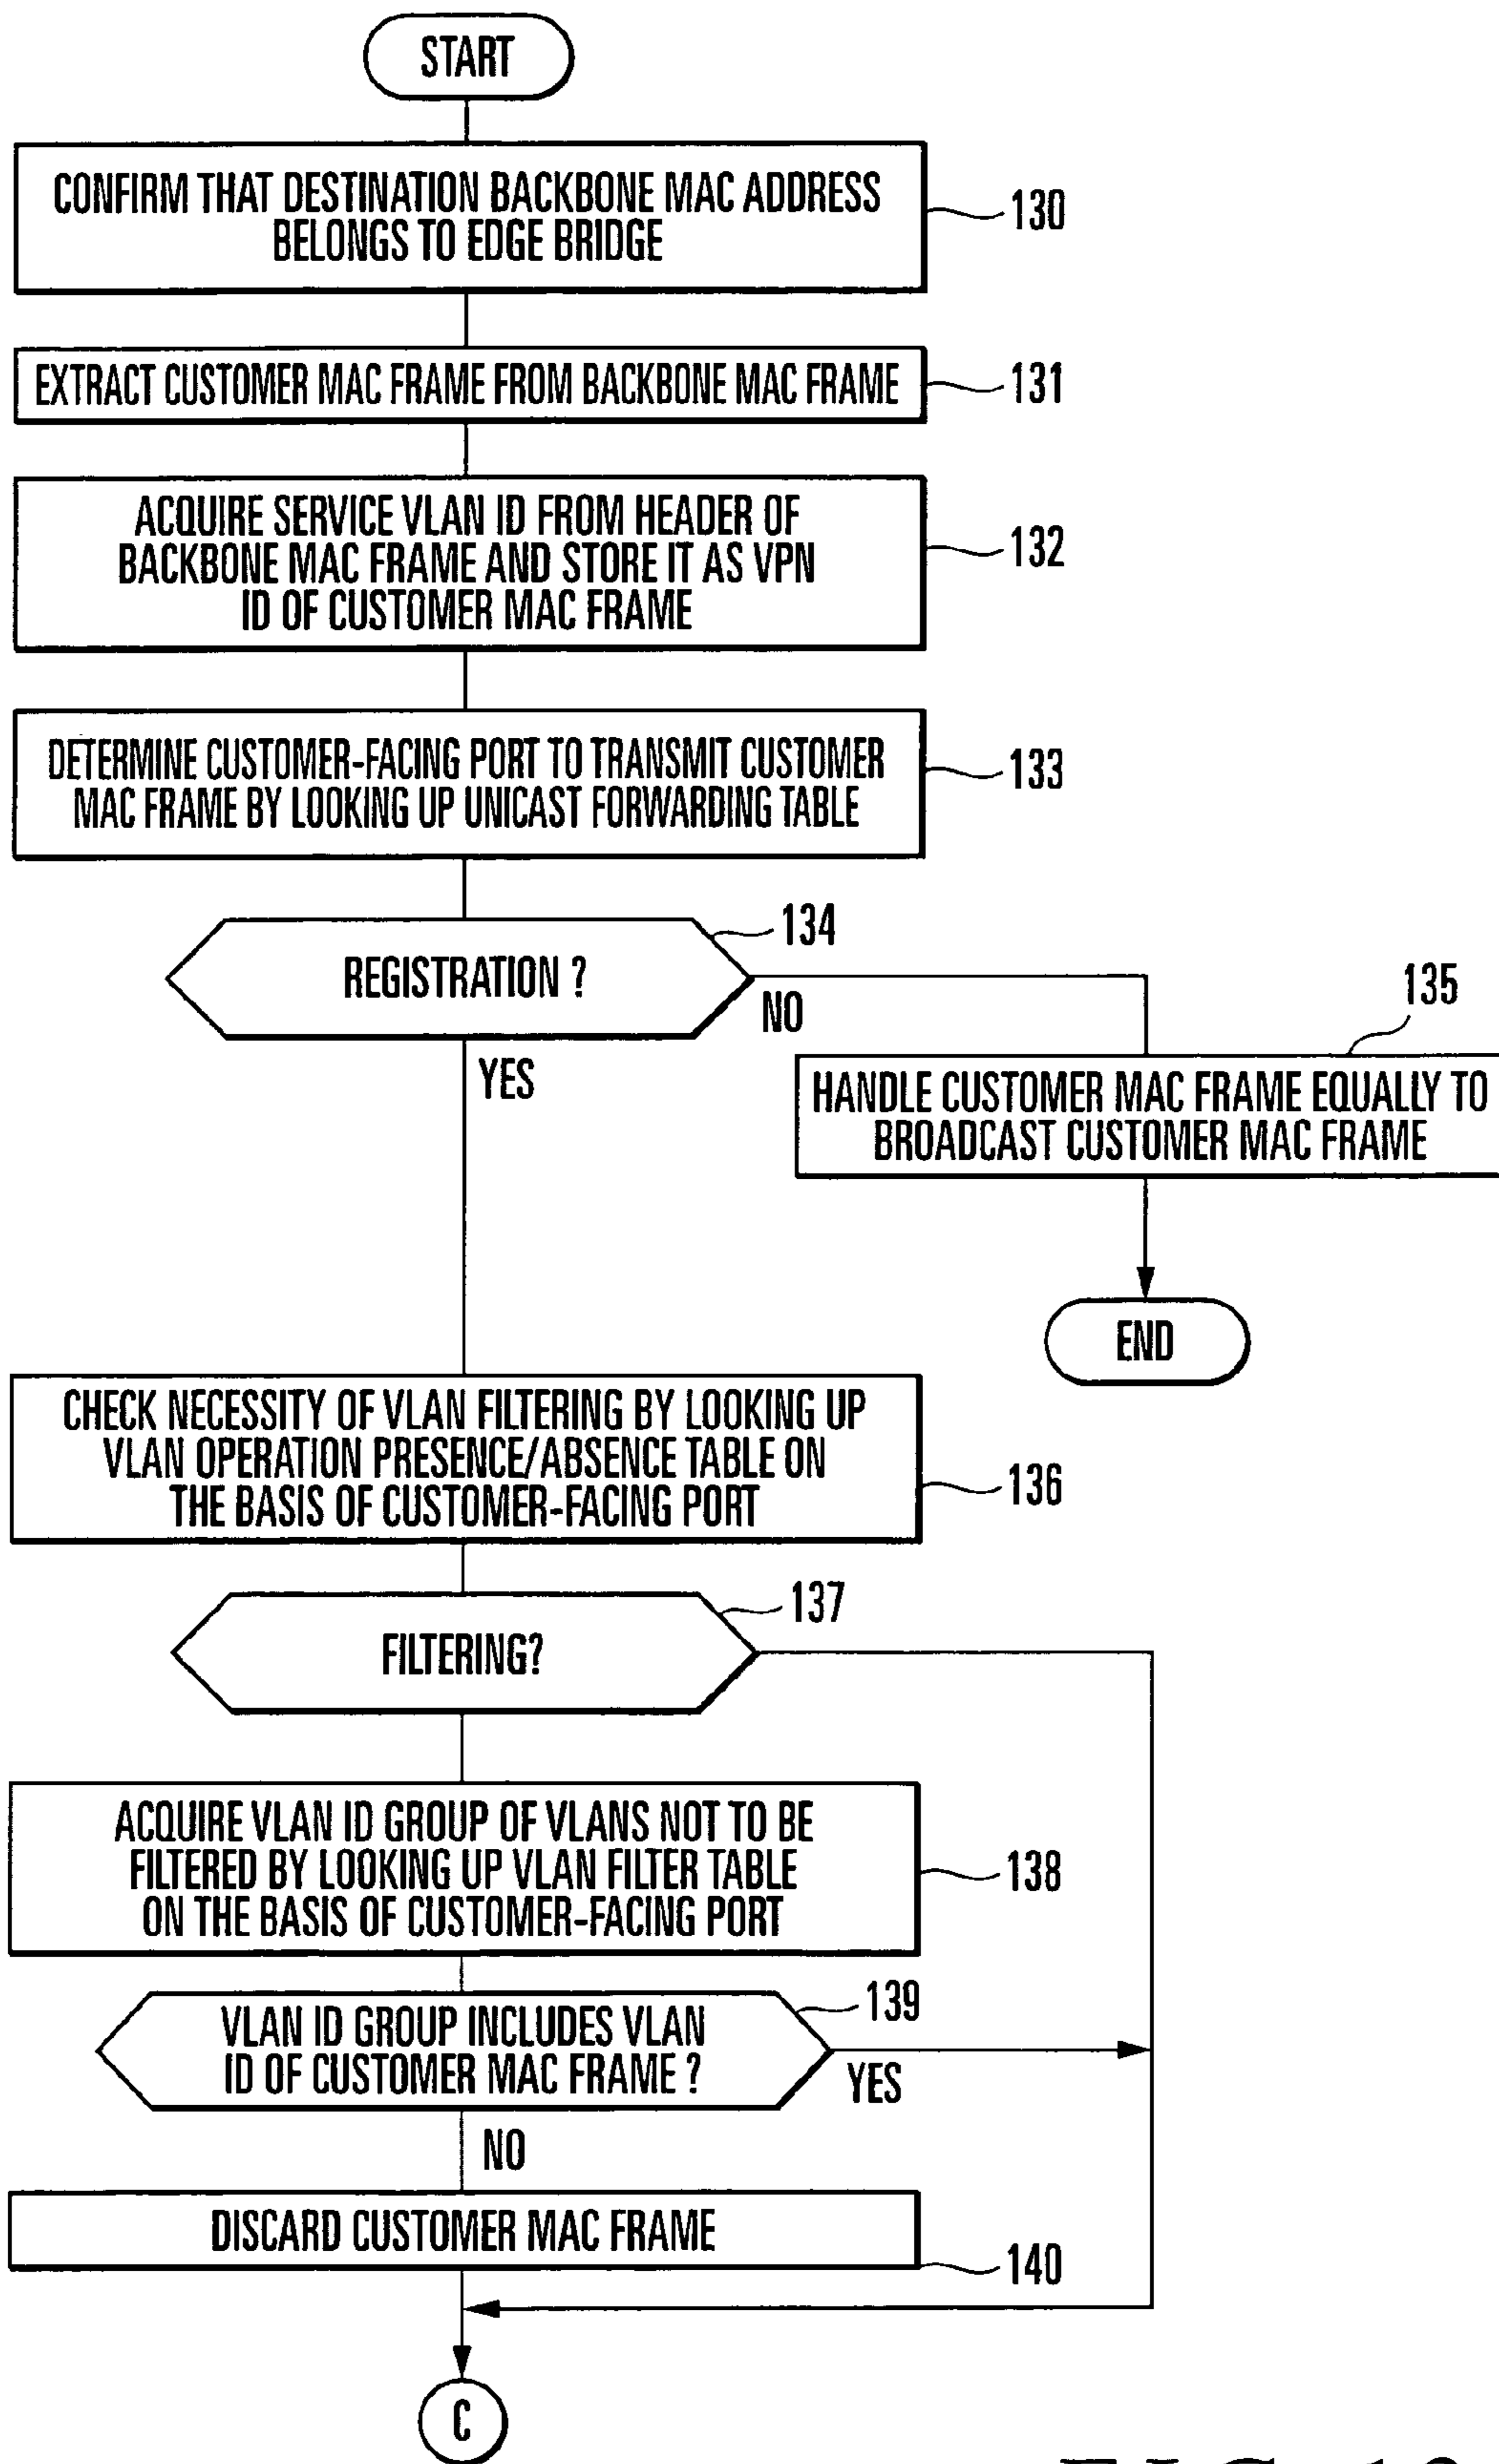 START
CONFIRM THAT DESTINATION BACKBONE MAC ADDRESS
BELONGS TO EDGE BRIDGE
130
EXTRACT CUSTOMER MAC FRAME FROM BACKBONE MAC FRAME
131
ACQUIRE SERVICE VLAN ID FROM HEADER OF
BACKBONE MAC FRAME AND STORE IT AS VPN
ID OF CUSTOMER MAC FRAME
132
DETERMINE CUSTOMER-FACING PORT TO TRANSMIT CUSTOMER
MAC FRAME BY LOOKING UP UNICAST FORWARDING TABLE
133
134
REGISTRATION ?
NO
YES
135
HANDLE CUSTOMER MAC FRAME EQUALLY TO
BROADCAST CUSTOMER MAC FRAME
END
CHECK NECESSITY OF VLAN FILTERING BY LOOKING UP
VLAN OPERATION PRESENCE/ABSENCE TABLE ON
THE BASIS OF CUSTOMER-FACING PORT
136
137
FILTERING?
ACQUIRE VLAN ID GROUP OF VLANS NOT TO BE
FILTERED BY LOOKING UP VLAN FILTER TABLE
ON THE BASIS OF CUSTOMER-FACING PORT
138
139
VLAN ID GROUP INCLUDES VLAN
ID OF CUSTOMER MAC FRAME ?
YES
NO
DISCARD CUSTOMER MAC FRAME
140
C